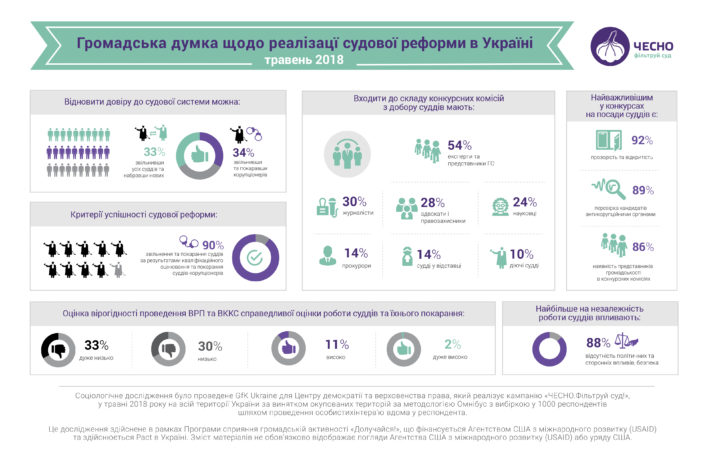 Громадська думка щодо реалізації судової реформи в Україні
травень 2018
ЧЕСНО
Фільтруй суд
Відновити довіру до судової системи можна:
33%
звільнивши
усіх суддів та
набравши нових
34%
звільнивши
та покаравши
корупціонерів
Критерії успішності судової реформи:
90%
звільнення та покарання суддів
за результатами кваліфікаційного
оцінювання та покарання
суддів корупціонерів
Входити до складу конкурсних комісій
з добору суддів мають:
54%
експерти та
представники ГС
30%
журналісти
28%
адвокати і
правозахисники
24%
науковці
14%
прокурори
14%
судді у відставці
10%
діючі судді
Найважливішим
у конкурсах
на посади суддів є:
92%
прозорість та відкритість
89%
перевірка кандидатів
антикорупційними органами
86%
наявність представників
громадськості
в конкурсних комісіях
Оцінка вірогідності проведення ВРП та ВККС справедливої оцінки роботи суддів та їхнього покарання:
33%
дуже низько
30%
низько
11%
високо
2%
дуже високо
Найбільше на незалежність
роботи суддів впливають:
88%
відсутність політичних та
сторонніх впливів, безпека
Соціологічне дослідження було проведене GfK Ukraine для Центру демократії та верховенства права, який реалізує кампанію «ЧЕСНО.Фільтруй суд!»,
у травні 2018 року на всій території України за винятком окупованих територій за методологією Омнібус з вибіркою у 1000 респондентів
шляхом проведення особистихінтерв'ю вдома у респондента.
Це дослідження здійснене в рамках Програми сприяння громадській активності «Долучайся!», що фінансується Агентством США з міжнародного розвитку (USAID)
та здійснюється Pact в Україні. Зміст матеріалів не обов'язково відображає погляди Агентства США з міжнародного розвитку (USAID) або уряду США.